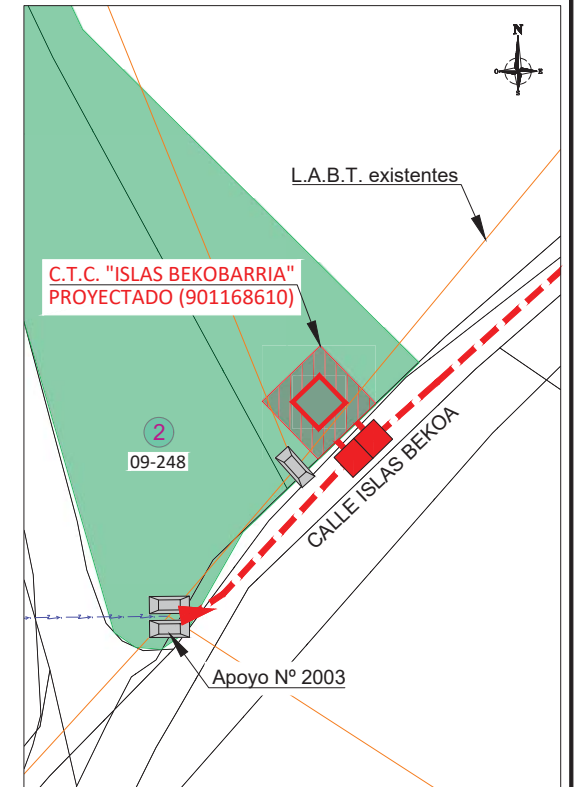 N
O
E
S
L.A.B.T. existentes
C.T.C. "ISLAS BEKOBARRIA"
PROYECTADO (901168610)
2
09-248
CALLE ISLAS BEKOA
Apoyo Nº 2003